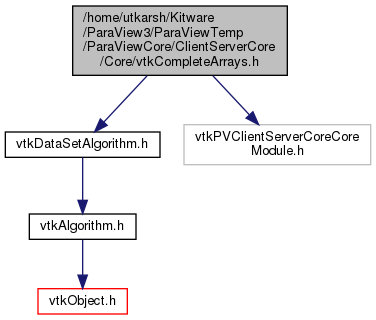 /home/utkarsh/Kitware
/ParaView3/ParaViewTemp
/ParaViewCore/ClientServerCore
/Core/vtkCompleteArrays.h
vtkDataSetAlgorithm.h
vtkPVClientServerCoreCore
Module.h
vtkAlgorithm.h
vtkObject.h